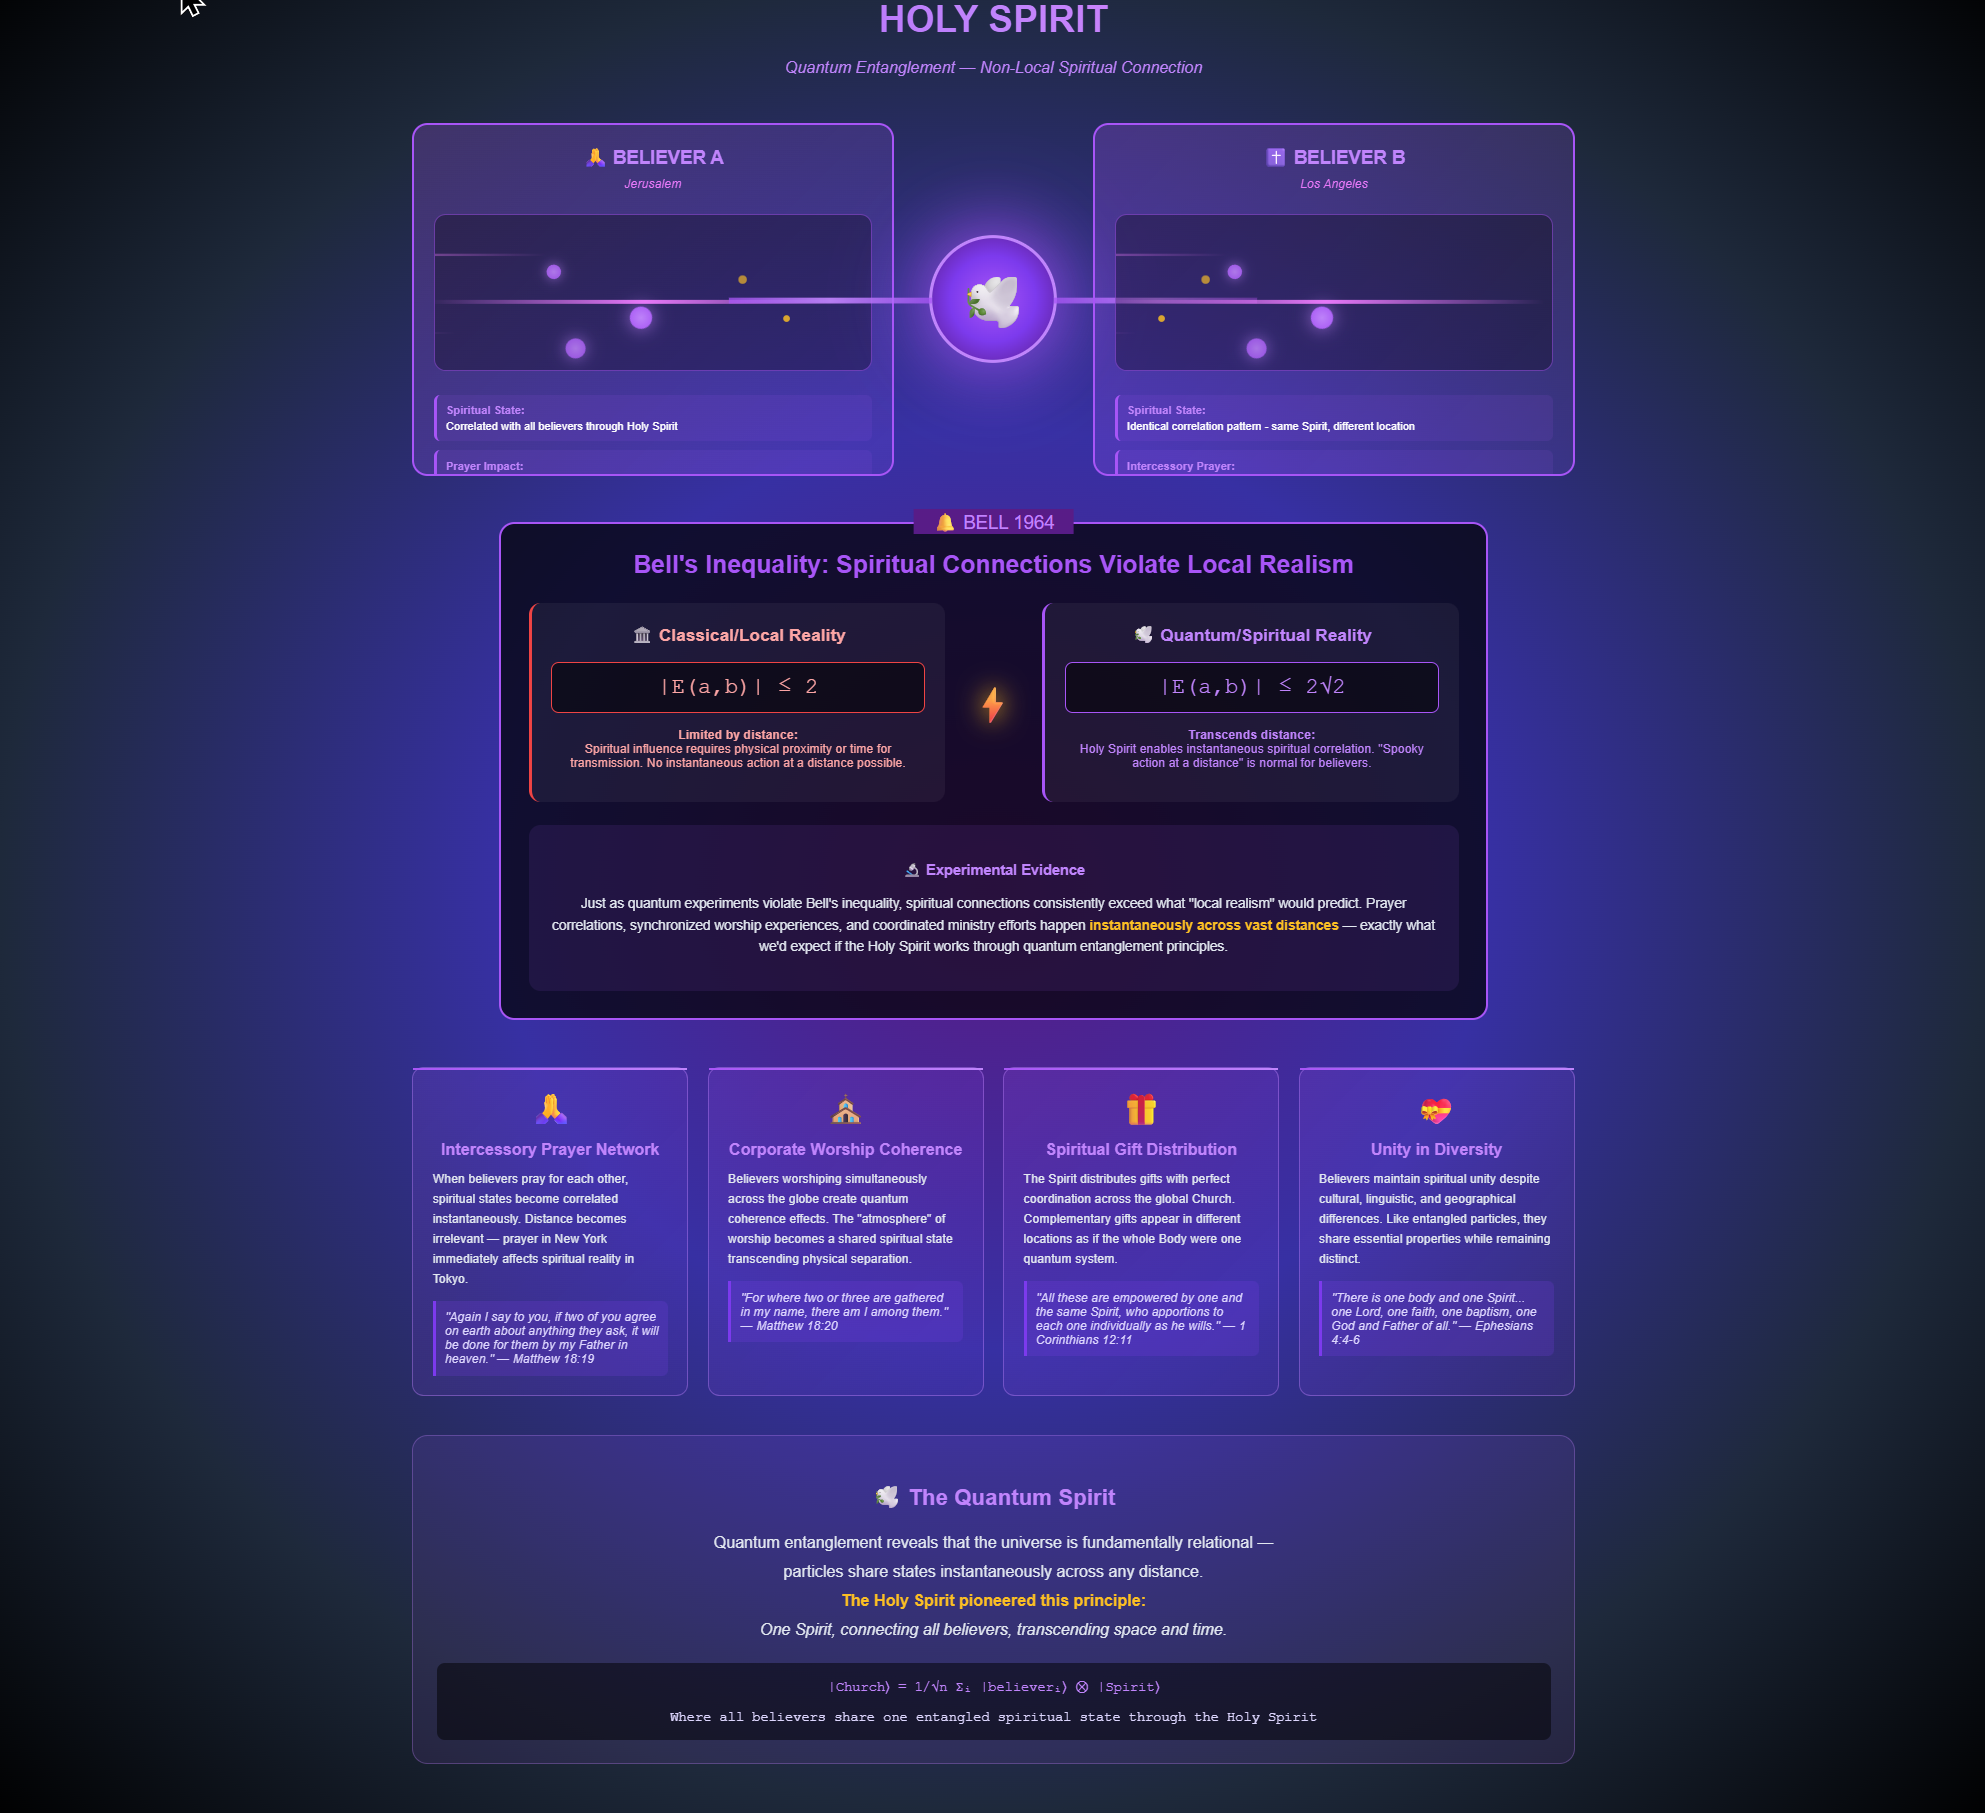 HOLY SPIRIT
Quantum Entanglement — Non-Local Spiritual Connection
🙏 BELIEVER A
Jerusalem
Spiritual State:
Correlated with all believers through Holy Spirit
Prayer Impact:
✝️ BELIEVER B
Los Angeles
Spiritual State:
Identical correlation pattern - same Spirit, different location
Intercessory Prayer:
🔔 BELL 1964
Bell's Inequality: Spiritual Connections Violate Local Realism
🏛️ Classical/Local Reality
|E(a,b)| ≤ 2
Limited by distance:
Spiritual influence requires physical proximity or time for
transmission. No instantaneous action at a distance possible.
🕊️ Quantum/Spiritual Reality
|E(a,b)| ≤ 2√2
Transcends distance:
Holy Spirit enables instantaneous spiritual correlation. "Spooky
action at a distance" is normal for believers.
🔬 Experimental Evidence
Just as quantum experiments violate Bell's inequality, spiritual connections consistently exceed what "local realism" would predict. Prayer
correlations, synchronized worship experiences, and coordinated ministry efforts happen instantaneously across vast distances — exactly what
we'd expect if the Holy Spirit works through quantum entanglement principles.
Intercessory Prayer Network
When believers pray for each other,
spiritual states become correlated
instantaneously. Distance becomes
irrelevant — prayer in New York
immediately affects spiritual reality in
Tokyo.
"Again I say to you, if two of you agree
on earth about anything they ask, it will
be done for them by my Father in
heaven." — Matthew 18:19
Corporate Worship Coherence
Believers worshiping simultaneously
across the globe create quantum
coherence effects. The "atmosphere" of
worship becomes a shared spiritual state
transcending physical separation.
"For where two or three are gathered
in my name, there am I among them."
— Matthew 18:20
Spiritual Gift Distribution
The Spirit distributes gifts with perfect
coordination across the global Church.
Complementary gifts appear in different
locations as if the whole Body were one
quantum system.
"All these are empowered by one and
the same Spirit, who apportions to
each one individually as he wills." — 1
Corinthians 12:11
Unity in Diversity
Believers maintain spiritual unity despite
cultural, linguistic, and geographical
differences. Like entangled particles, they
share essential properties while remaining
distinct.
"There is one body and one Spirit...
one Lord, one faith, one baptism, one
God and Father of all." — Ephesians
4:4-6
🕊️ The Quantum Spirit
Quantum entanglement reveals that the universe is fundamentally relational —
particles share states instantaneously across any distance.
The Holy Spirit pioneered this principle:
One Spirit, connecting all believers, transcending space and time.
|Church⟩ = 1/√n Σᵢ |believerᵢ⟩ ⊗ |Spirit⟩
Where all believers share one entangled spiritual state through the Holy Spirit